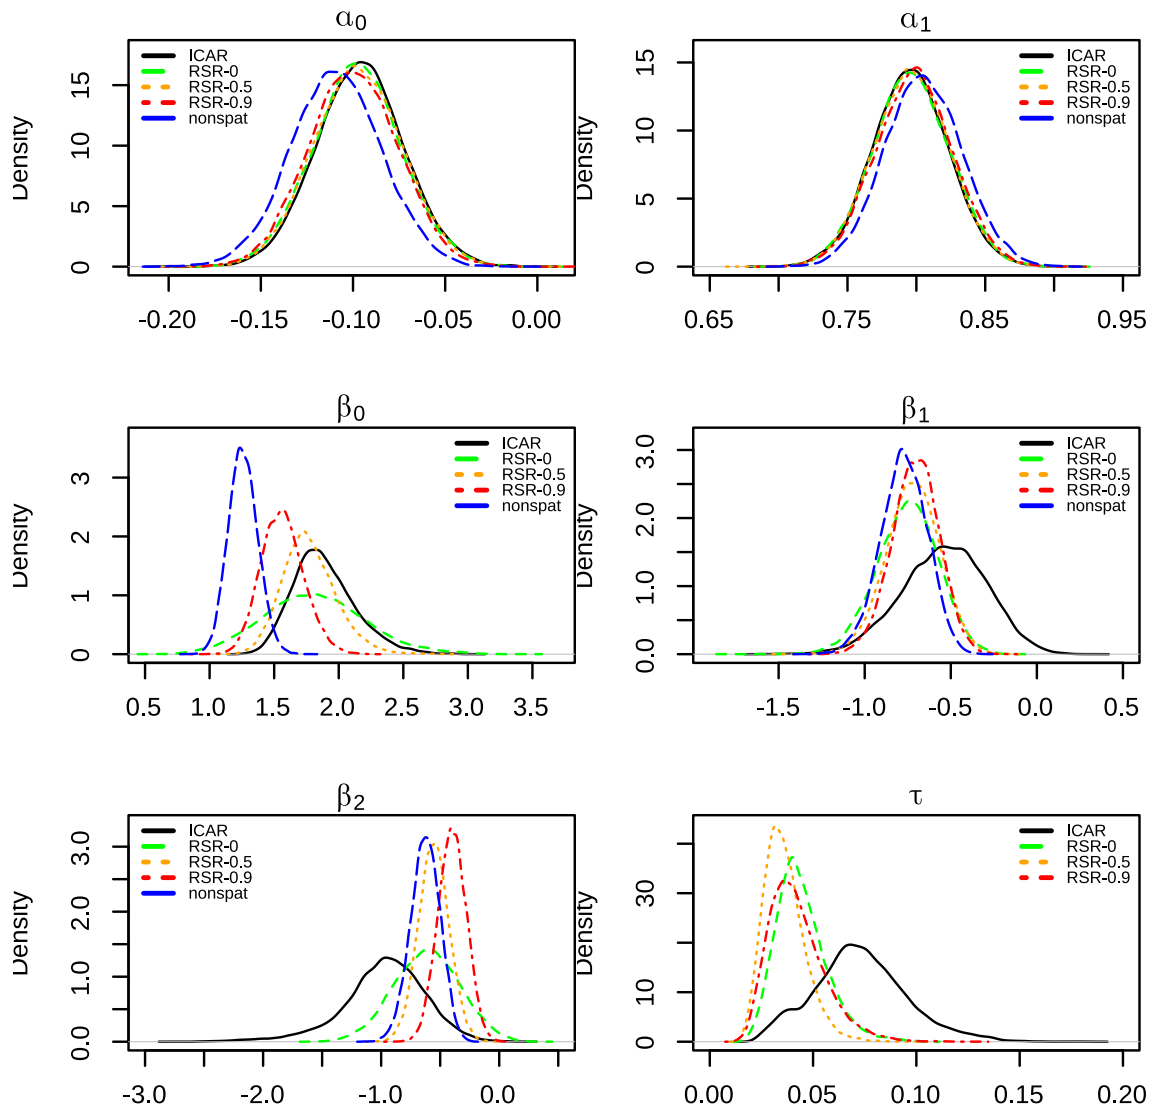 α0
Density
0 5 10 15
ICAR
RSR-0
RSR-0.5
RSR-0.9
nonspat
-0.20 -0.15 -0.10 -0.05 0.00
α1
Density
0 5 10 15
ICAR
RSR-0
RSR-0.5
RSR-0.9
nonspat
0.65 0.75 0.85 0.95
β0
Density
0 1 2 3
ICAR
RSR-0
RSR-0.5
RSR-0.9
nonspat
0.5 1.0 1.5 2.0 2.5 3.0 3.5
β1
Density
0.0 1.0 2.0 3.0
ICAR
RSR-0
RSR-0.5
RSR-0.9
nonspat
-1.5 -1.0 -0.5 0.0 0.5
β2
Density
0.0 1.0 2.0 3.0
ICAR
RSR-0
RSR-0.5
RSR-0.9
nonspat
-3.0 -2.0 -1.0 0.0
τ
Density
0 10 30
ICAR
RSR-0
RSR-0.5
RSR-0.9
0.00 0.05 0.10 0.15 0.20